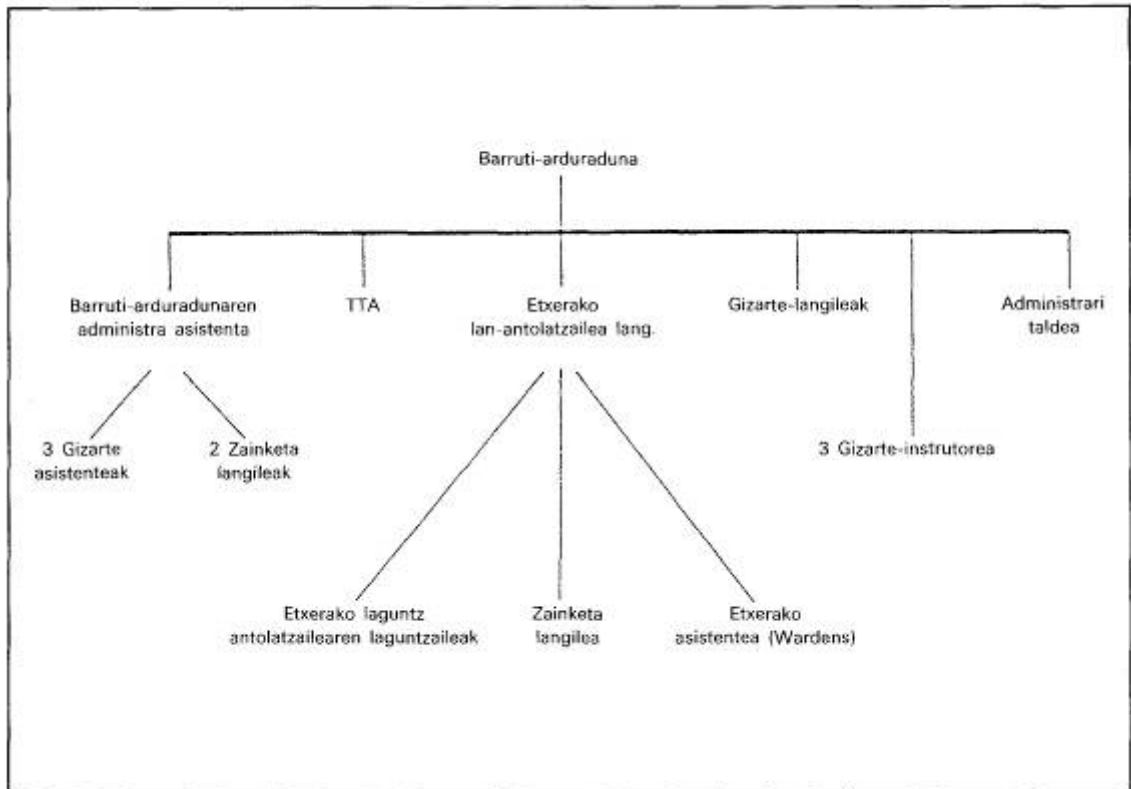 Barruti-arduraduna
Barruti-arduradunaren
administra asistenta
TTA
Etxerako
lan-antolatzailea lang.
Gizarte-langileak
Administrari
taldea
3 Gizarte
asistenteak
2 Zainketa
langileak
3 Gizarte-instrutorea
Etxerako laguntz
antolatzailearen laguntzaileak
Zainketa
langilea
Etxerako
asistentea (Wardens)